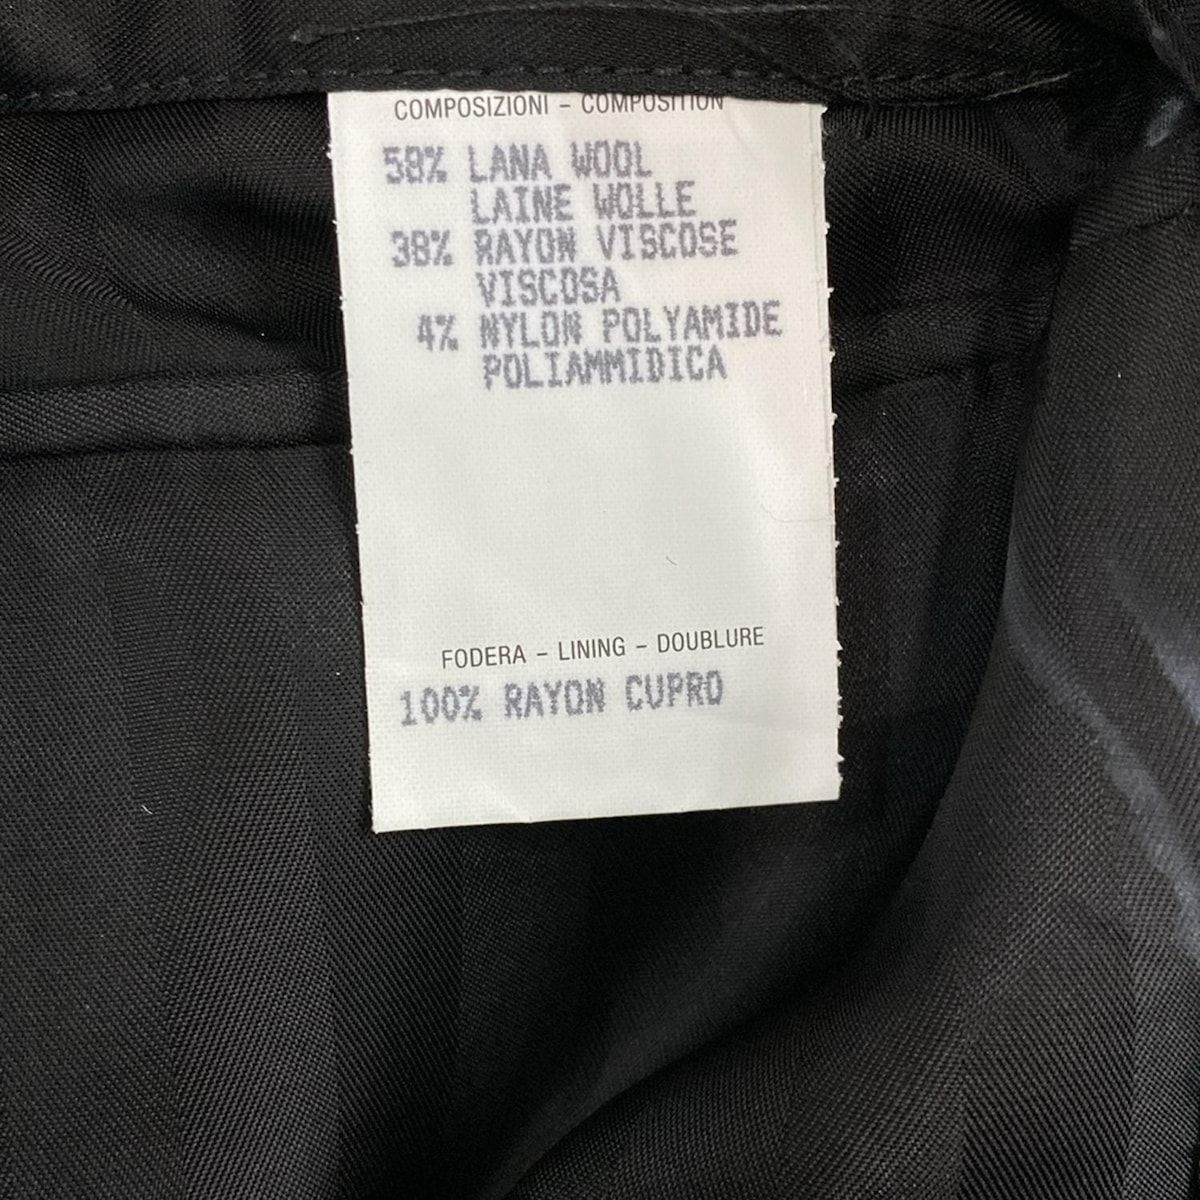 COMPOSIZIONI - COMPOSITION
58% LANA WOOL
LAINE WOLLE
38% RAYON VISCOSE
VISCOSA
4% NYLON POLYAMIDE
POLIAMMIDICA
FODERA - LINING - DOUBLURE
100% RAYON CUPRO